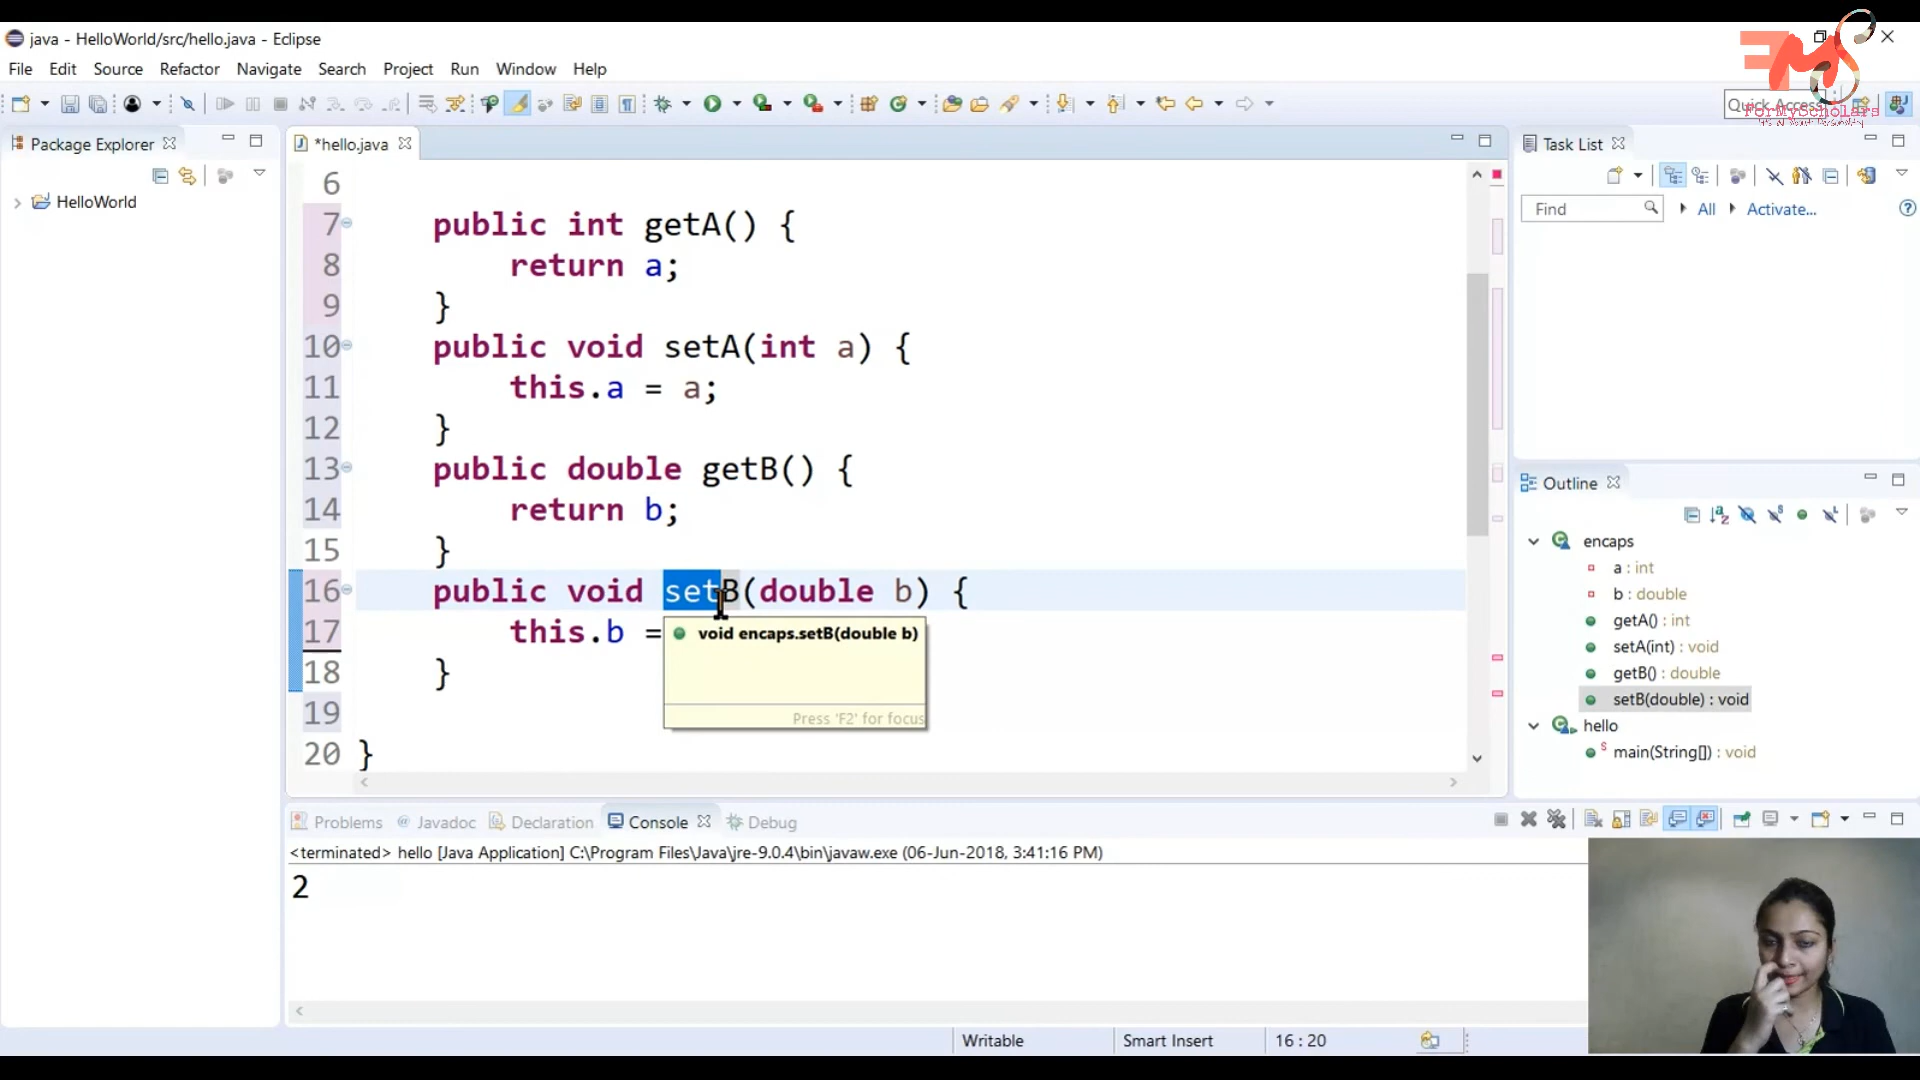 java - HelloWorld/src/hello.java - Eclipse
File Edit Source Refactor Navigate Search Project Run Window Help
Quick Access
ForMyScholars
Package Explorer
*hello.java
Task List
HelloWorld
Find
All
Activate...
6
7 public int getA() {
8 return a;
9 }
10 public void setA(int a) {
11 this.a = a;
12 }
13 public double getB() {
14 return b;
15 }
16 public void setB(double b) {
17 this.b =
void encaps.setB(double b)
Press 'F2' for focus
18 }
19
20 }
Outline
encaps
a : int
b : double
getA() : int
setA(int) : void
getB() : double
setB(double) : void
hello
main(String[]) : void
Problems Javadoc Declaration Console Debug
<terminated> hello [Java Application] C:\Program Files\Java\jre-9.0.4\bin\javaw.exe (06-Jun-2018, 3:41:16 PM)
2
Writable Smart Insert 16 : 20